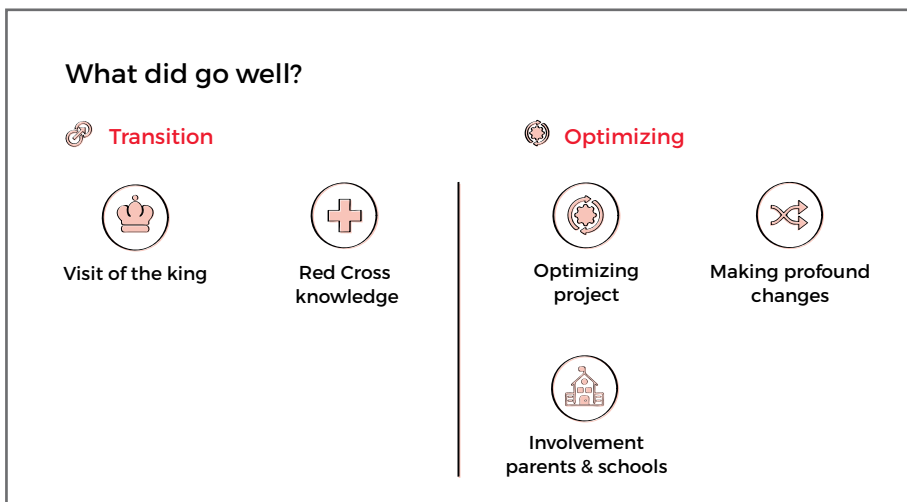 What did go well?
Transition
Visit of the king
Red Cross
knowledge
Optimizing
Optimizing
project
Making profound
changes
Involvement
parents & schools